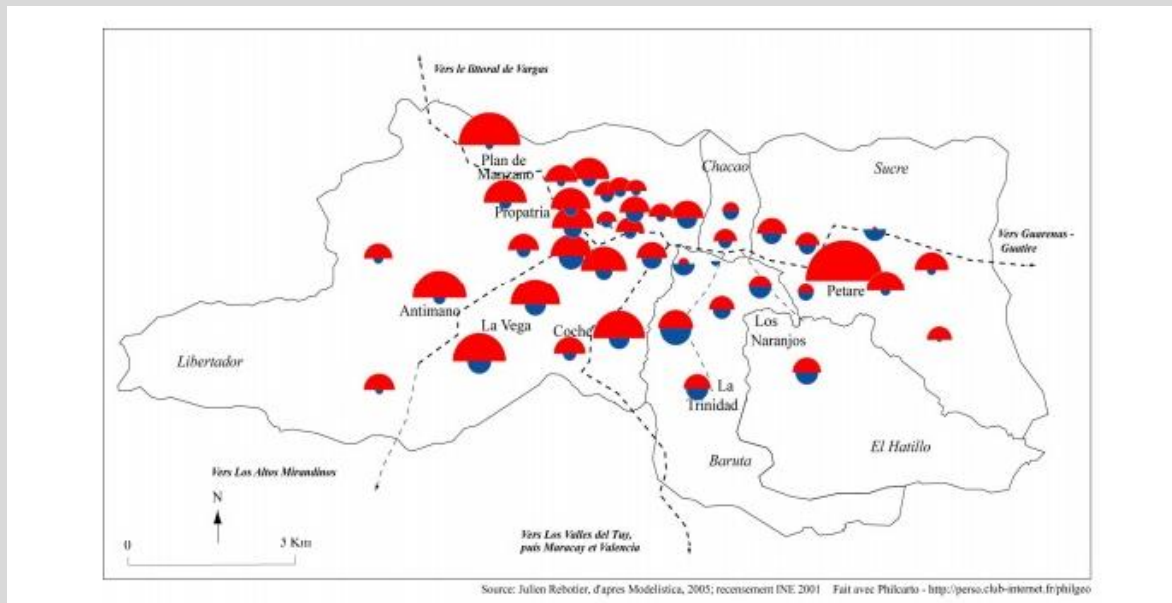 Vers le littoral de Vargas
Plan de
Manzano
Chacao
Sucre
Propatria
Vers Guarenas -
Guatire
Petare
Antimano
La Vega
Coche
Los
Naranjos
Libertador
La
Trinidad
El Hatillo
Baruta
Vers Los Altos Mirandinos
N
Vers Los Valles del Tuy,
puis Maracay et Valencia
0
5 Km
Source: Julien Rebotier, d'apres Modelistica, 2005; recensement INE 2001 Fait avec Philcarto - http://perso.club-internet.fr/philgeo